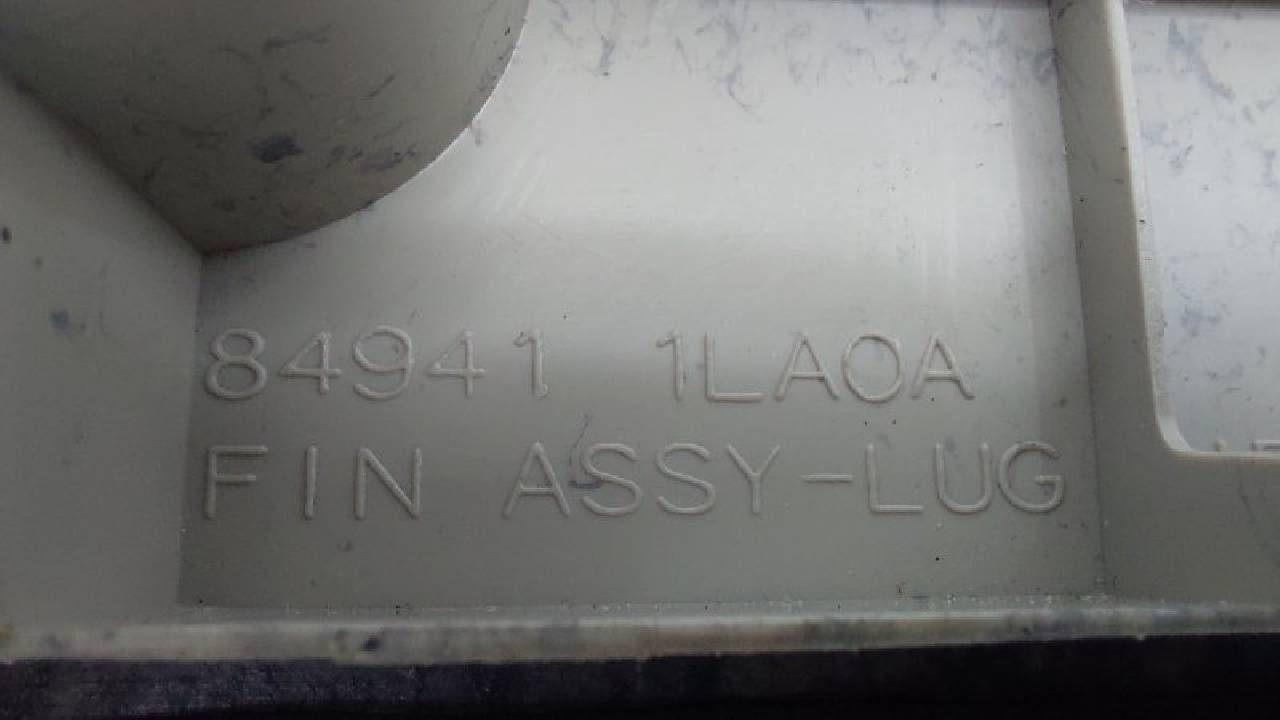 84941 1LA0A
FIN ASSY-LUG